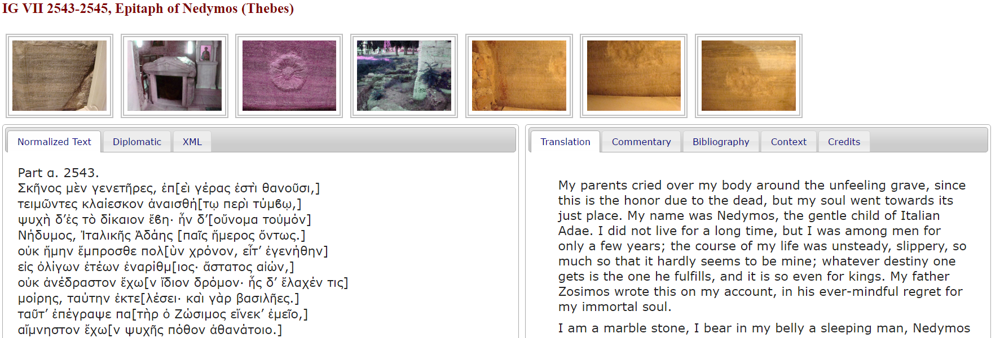 IG VII 2543-2545, Epitaph of Nedymos (Thebes)
Normalized Text
Diplomatic
XML
Part α. 2543.
Σκῆνος μὲν γενετῆρες, ἐπ[εὶ γέρας ἐστὶ θανοῦσι,]
τειμῶντες κλαίεσκον ἀναισθή[τῳ περὶ τύμϐῳ,]
ψυχὴ δ’ἐς τὸ δίκαιον ἔϐη· ἦν δ’[οὔνομα τοὐμόν]
Νήδυμος, Ἰταλικῆς Ἀδάης [παῖς ἥμερος ὄντως.]
οὐκ ἤμην ἔμπροσθε πολ[ὺν χρόνον, εἶτ’ ἐγενήθην]
εἰς ὀλίγων ἐτέων ἐναρίθμ[ιος· ἄστατος αἰών,]
οὐκ ἀνέδραστον ἔχω[ν ἴδιον δρόμον· ἧς δ’ ἔλαχέν τις]
μοίρης, ταύτην ἐκτε[λέσει· καὶ γὰρ βασιλῆες.]
ταῦτ’ ἐπέγραψε πα[τὴρ ὁ Ζώσιμος εἵνεκ’ ἐμεῖο,]
αἴμνηστον ἔχω[ν ψυχῆς πόθον ἀθανάτοιο.]
Translation
Commentary
Bibliography
Context
Credits
My parents cried over my body around the unfeeling grave, since
this is the honor due to the dead, but my soul went towards its
just place. My name was Nedymos, the gentle child of Italian
Adae. I did not live for a long time, but I was among men for
only a few years; the course of my life was unsteady, slippery, so
much so that it hardly seems to be mine; whatever destiny one
gets is the one he fulfills, and it is so even for kings. My father
Zosimos wrote this on my account, in his ever-mindful regret for
my immortal soul.
I am a marble stone, I bear in my belly a sleeping man, Nedymos